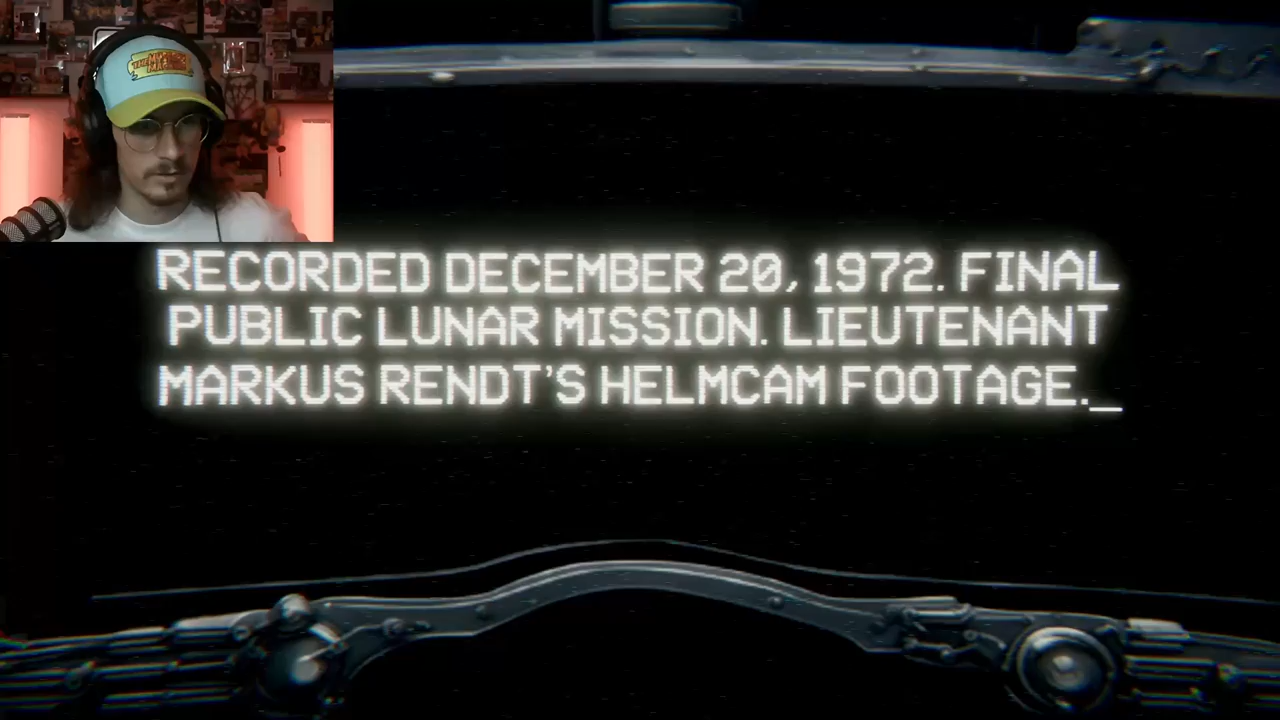 RECORDED DECEMBER 20, 1972. FINAL
PUBLIC LUNAR MISSION. LIEUTENANT
MARKUS RENDT'S HELMCAM FOOTAGE._